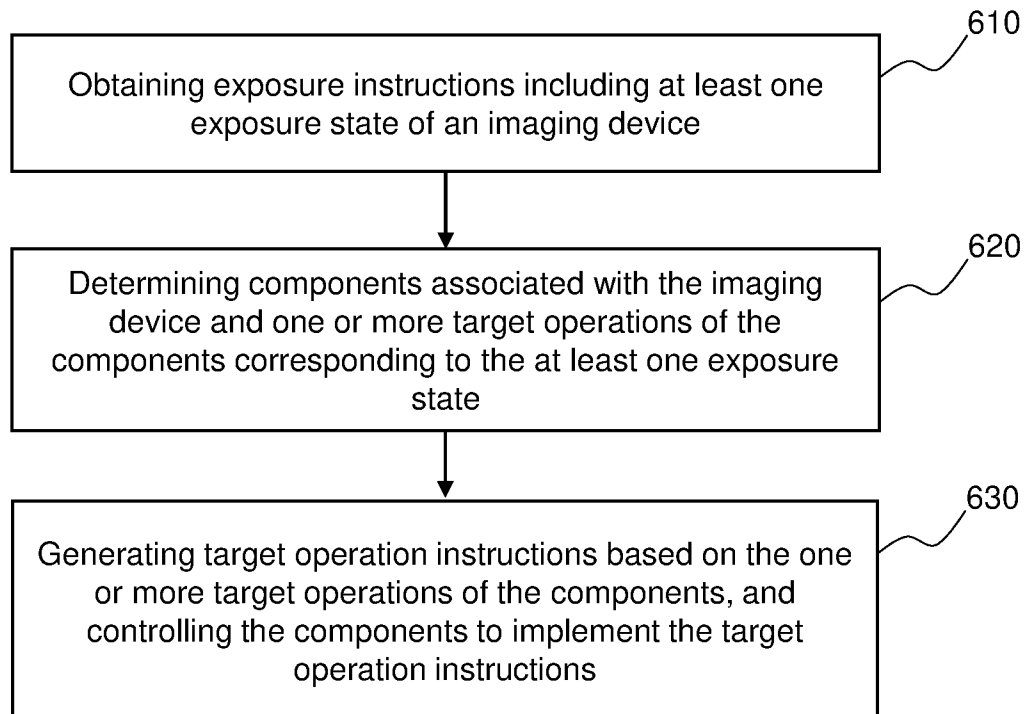 610
Obtaining exposure instructions including at least one
exposure state of an imaging device
620
Determining components associated with the imaging
device and one or more target operations of the
components corresponding to the at least one exposure
state
630
Generating target operation instructions based on the one
or more target operations of the components, and
controlling the components to implement the target
operation instructions